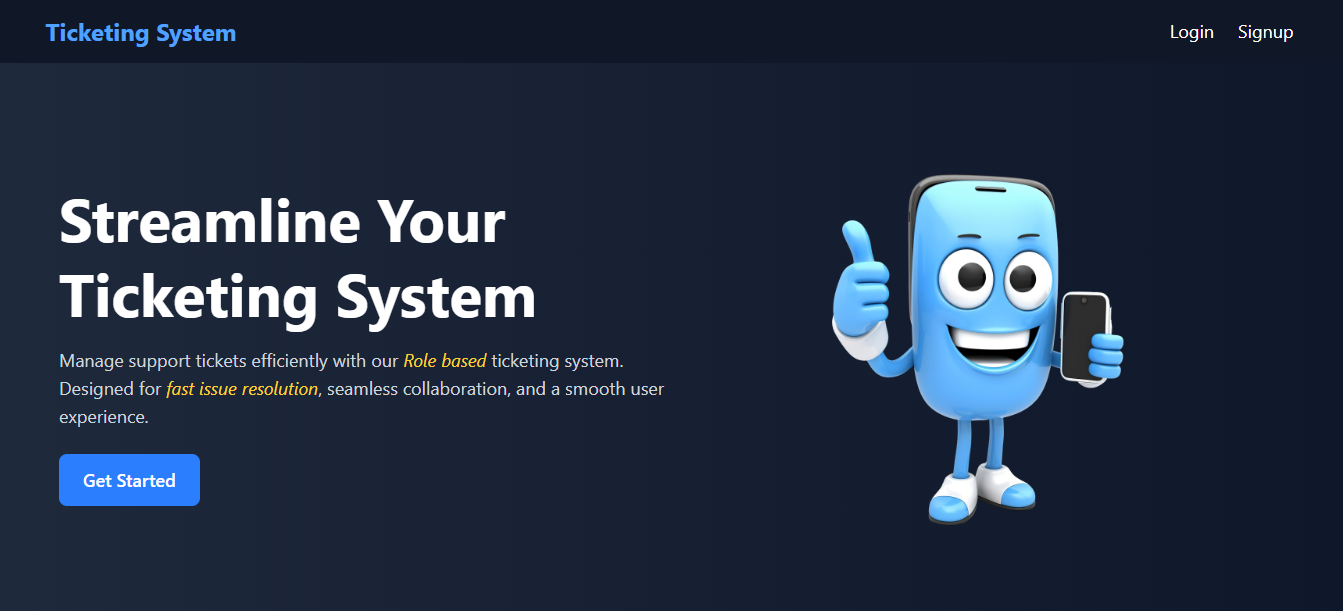 Ticketing System
Login
Signup
Streamline Your
Ticketing System
Manage support tickets efficiently with our Role based ticketing system.
Designed for fast issue resolution, seamless collaboration, and a smooth user
experience.
Get Started